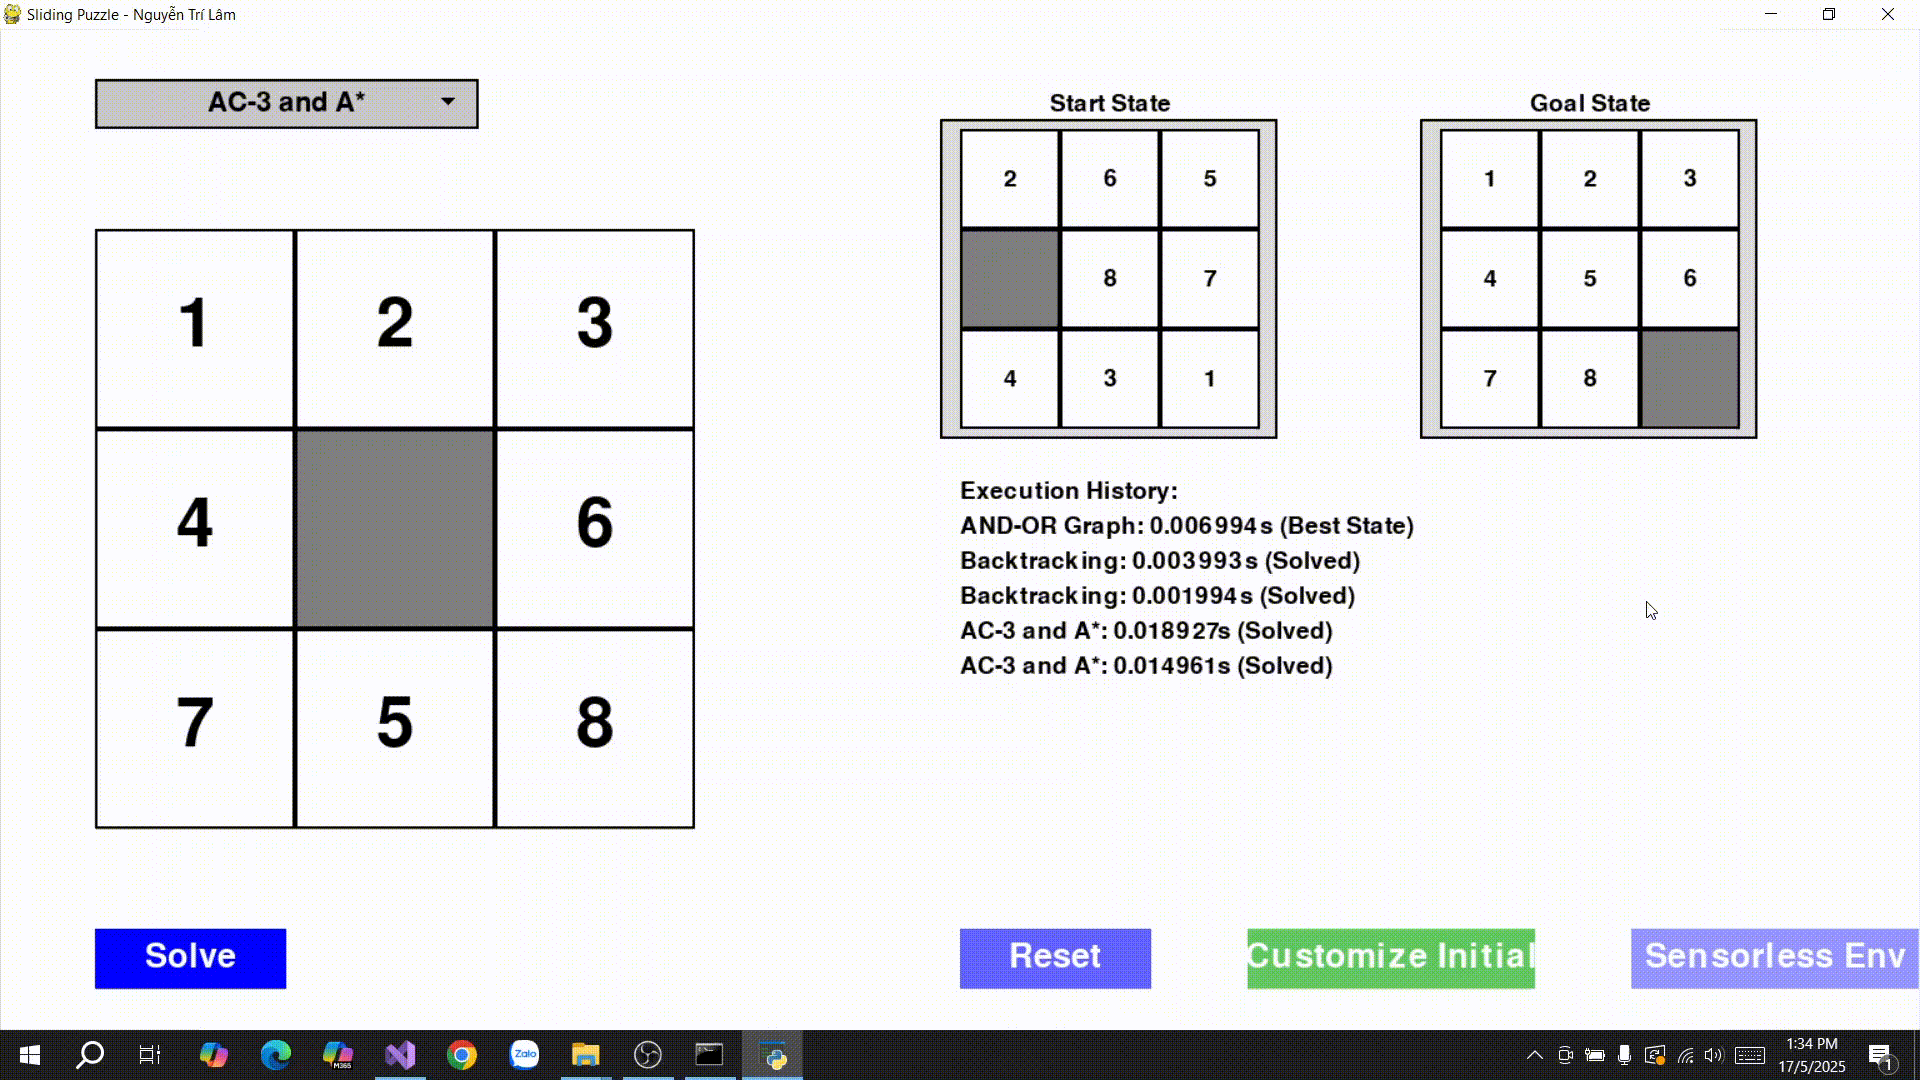 Sliding Puzzle - Nguyễn Trí Lâm
AC-3 and A*
Start State
Goal State
2 6 5
8 7
4 3 1
1 2 3
4 5 6
7 8
1 2 3
4 6
7 5 8
Execution History:
AND-OR Graph: 0.006994s (Best State)
Backtracking: 0.003993s (Solved)
Backtracking: 0.001994s (Solved)
AC-3 and A*: 0.018927s (Solved)
AC-3 and A*: 0.014961s (Solved)
Solve
Reset
Customize Initial
Sensorless Env
M365
Zalo
1:34 PM
17/5/2025
1